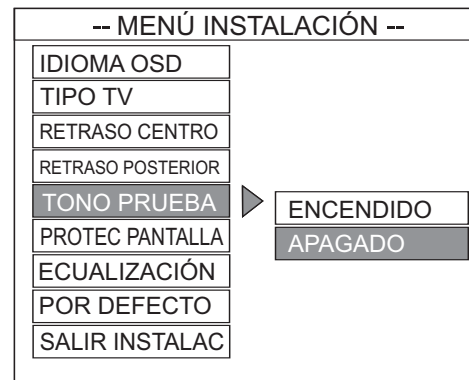 -- MENÚ INSTALACIÓN --
IDIOMA OSD
TIPO TV
RETRASO CENTRO
RETRASO POSTERIOR
TONO PRUEBA
ENCENDIDO
APAGADO
PROTEC PANTALLA
ECUALIZACIÓN
POR DEFECTO
SALIR INSTALAC